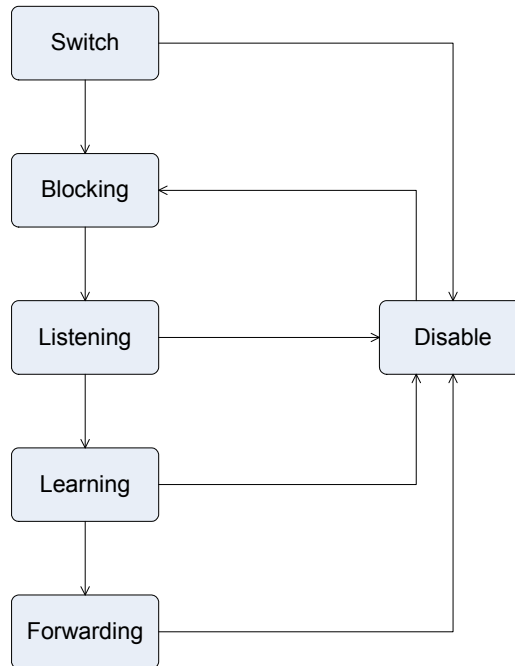 Switch
Blocking
Listening
Disable
Learning
Forwarding